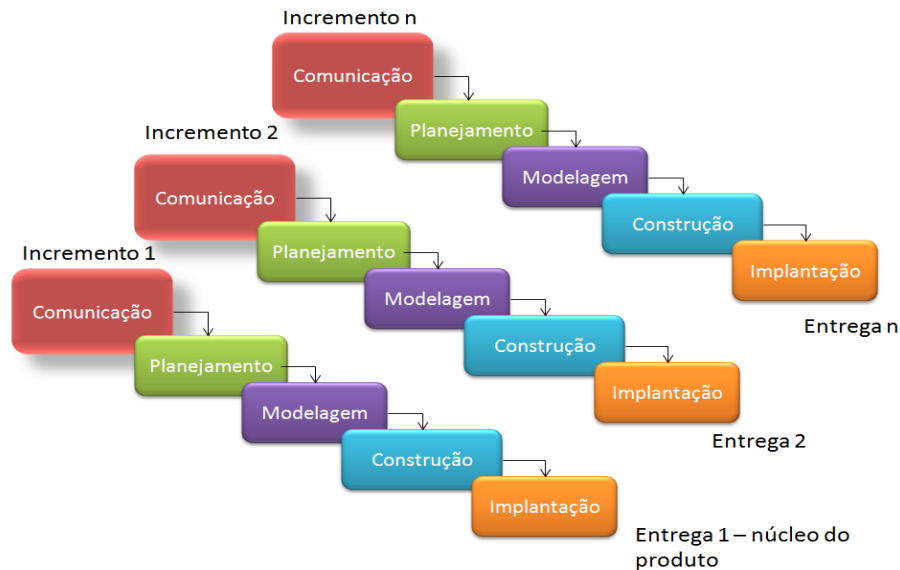 Incremento n
Comunicação
Planejamento
Modelagem
Construção
Implantação
Entrega n
Incremento 2
Comunicação
Planejamento
Modelagem
Construção
Implantação
Entrega 2
Incremento 1
Comunicação
Planejamento
Modelagem
Construção
Implantação
Entrega 1 – núcleo do
produto